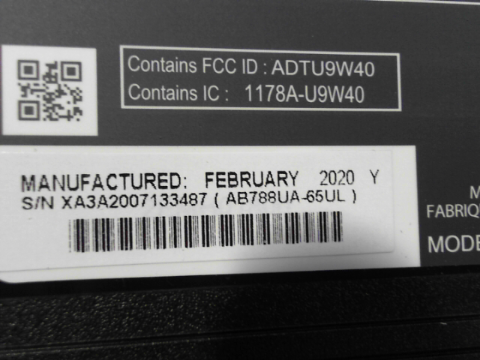 Contains FCC ID : ADTU9W40
Contains IC : 1178A-U9W40
MANUFACTURED: FEBRUARY 2020 Y
S/N XA3A2007133487 ( AB788UA-65UL )
M
FABRIQ
MODE